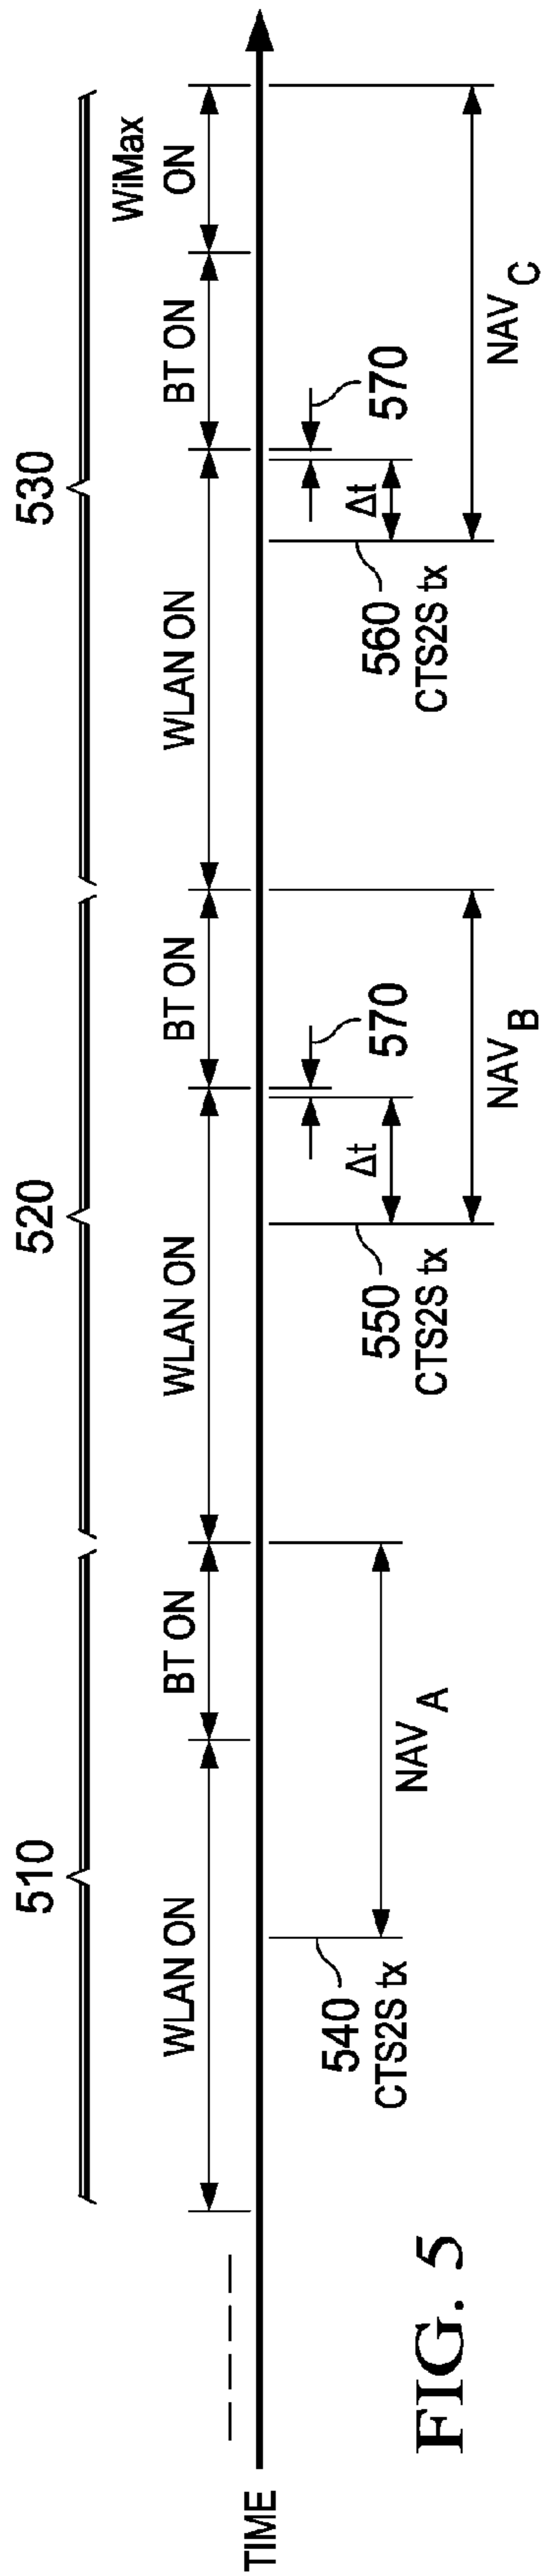 510
520
530
WLAN ON
BT ON
WLAN ON
BT ON
WLAN ON
BT ON
WiMax
ON
TIME
540
CTS2S tx
NAV A
550
CTS2S tx
Δt
570
NAV B
560
CTS2S tx
Δt
570
NAV C
FIG. 5